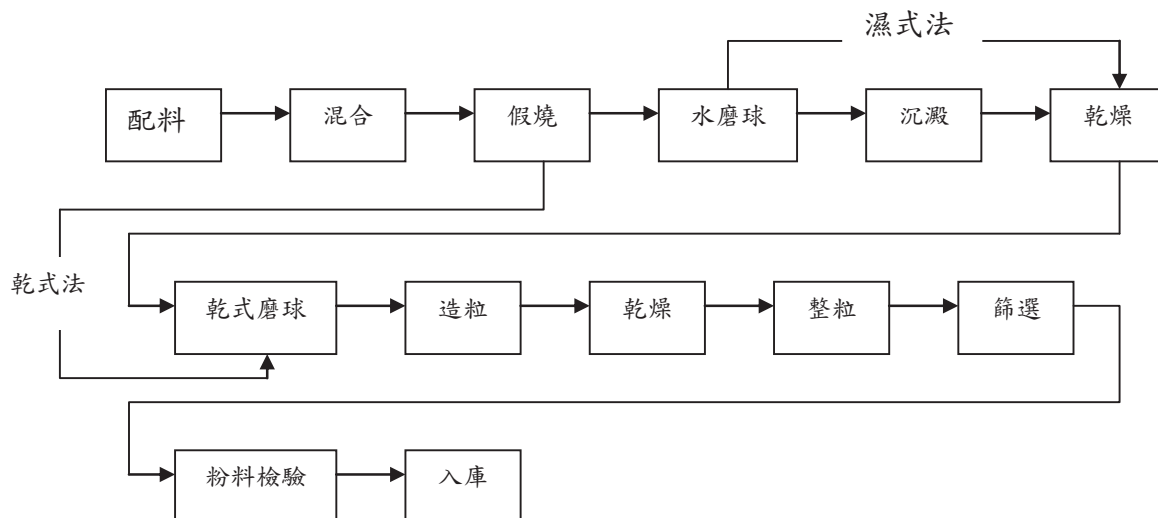 濕式法
配料
混合
假燒
水磨球
沉澱
乾燥
乾式法
乾式磨球
造粒
乾燥
整粒
篩選
粉料檢驗
入庫